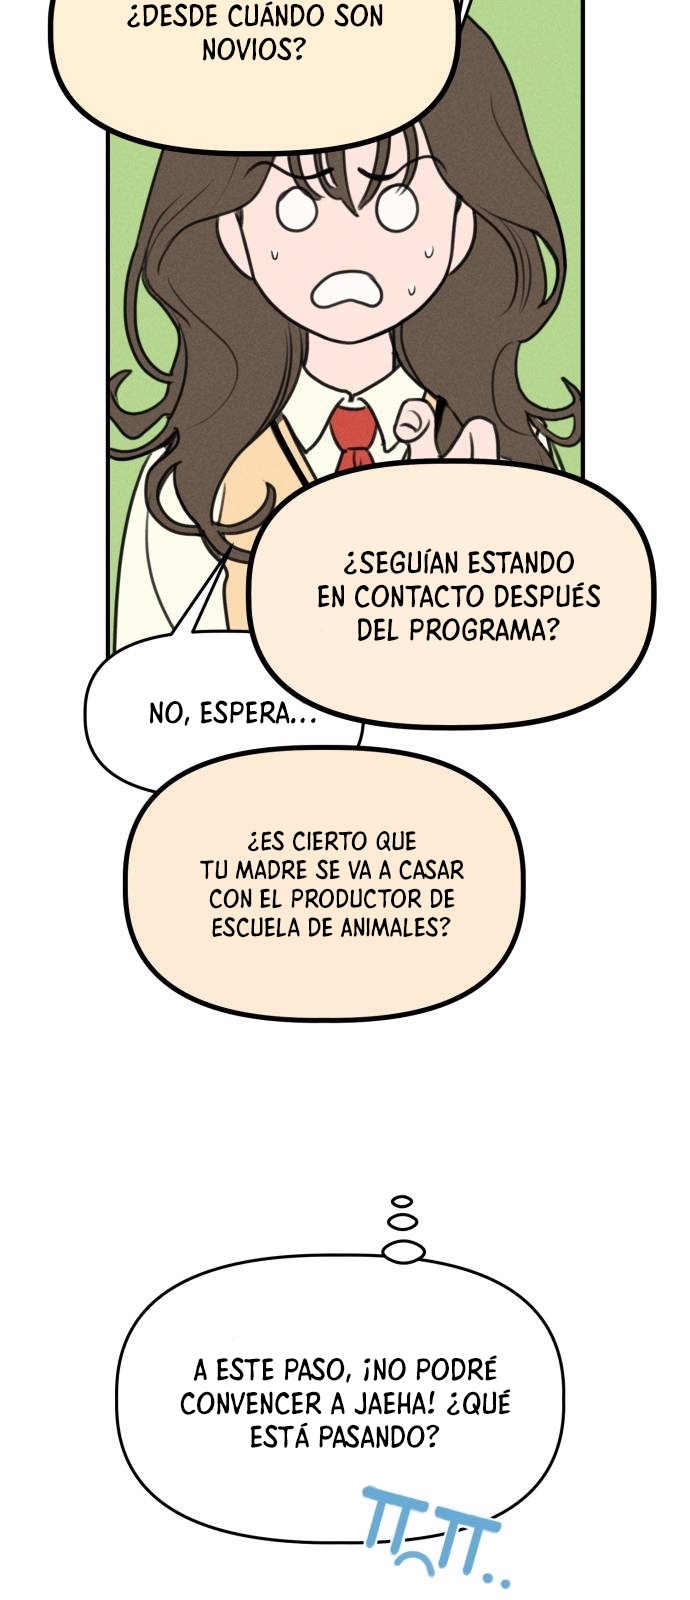 ¿DESDE CUÁNDO SON
NOVIOS?
¿SEGUÍAN ESTANDO
EN CONTACTO DESPUÉS
DEL PROGRAMA?
NO, ESPERA...
¿ES CIERTO QUE
TU MADRE SE VA A CASAR
CON EL PRODUCTOR DE
ESCUELA DE ANIMALES?
A ESTE PASO, ¡NO PODRÉ
CONVENCER A JAEHA! ¿QUÉ
ESTÁ PASANDO?
ㅠㅠ..